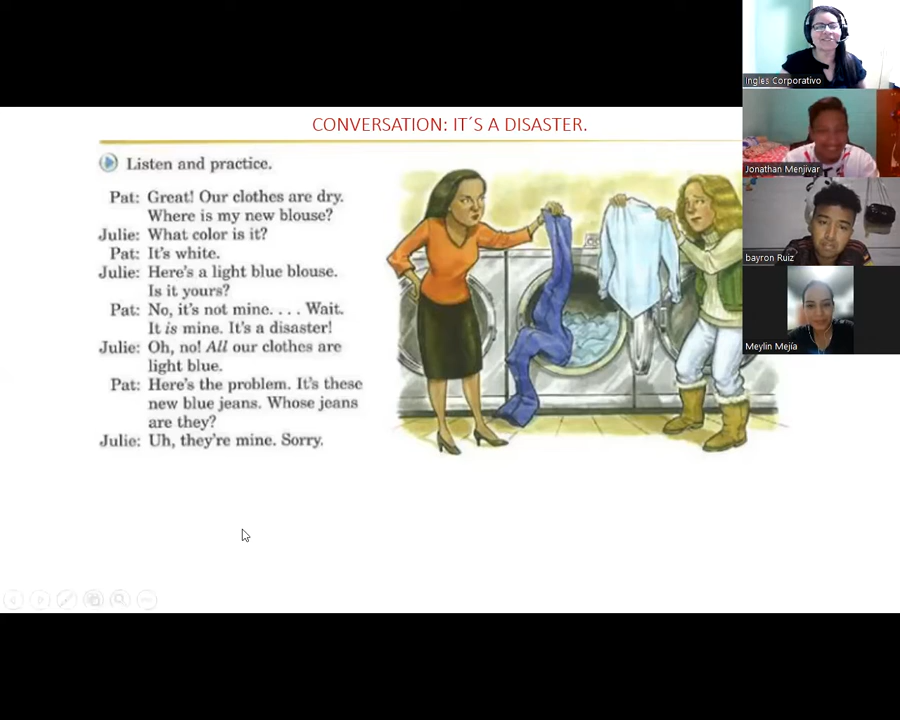 CONVERSATION: IT´S A DISASTER.
Listen and practice.
Pat: Great! Our clothes are dry.
Where is my new blouse?
Julie: What color is it?
Pat: It's white.
Julie: Here's a light blue blouse.
Is it yours?
Pat: No, it's not mine. . . . Wait.
It is mine. It's a disaster!
Julie: Oh, no! All our clothes are
light blue.
Pat: Here's the problem. It's these
new blue jeans. Whose jeans
are they?
Julie: Uh, they're mine. Sorry.
Ingles Corporativo
Jonathan Menjivar
bayron Ruiz
Meylin Mejía